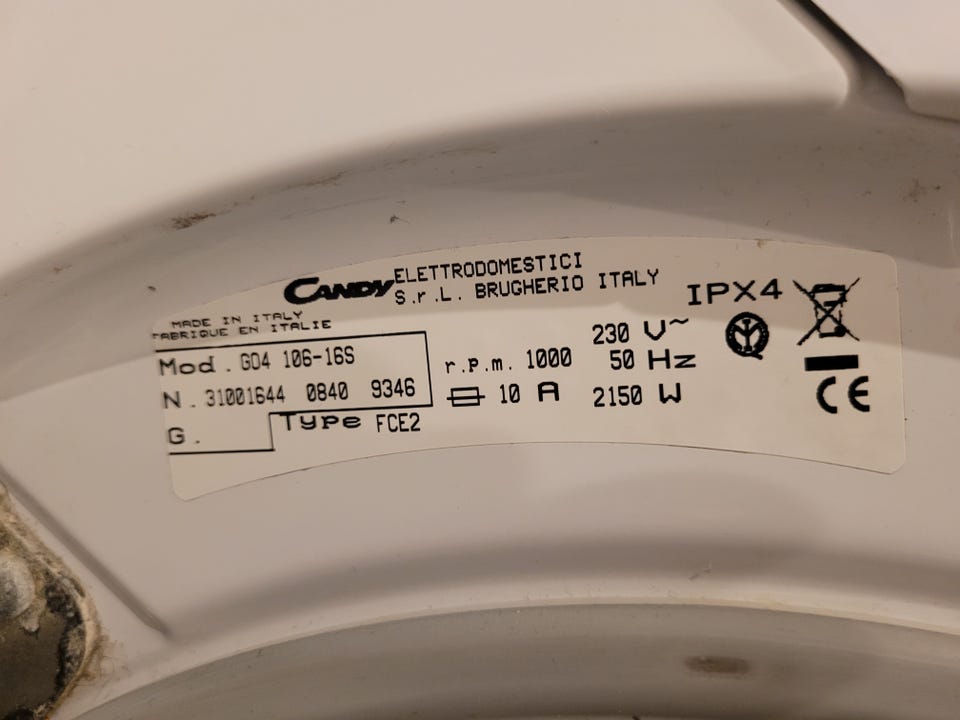 CANDY ELETTRODOMESTICI
S.r.L. BRUGHERIO ITALY
IPX4
MADE IN ITALY
FABRIQUE EN ITALIE
Mod. GO4 106-16S
N. 31001644 0840 9346
G.
Type FCE2
r.p.m. 1000
10 A
230 V~
50 Hz
2150 W
CE